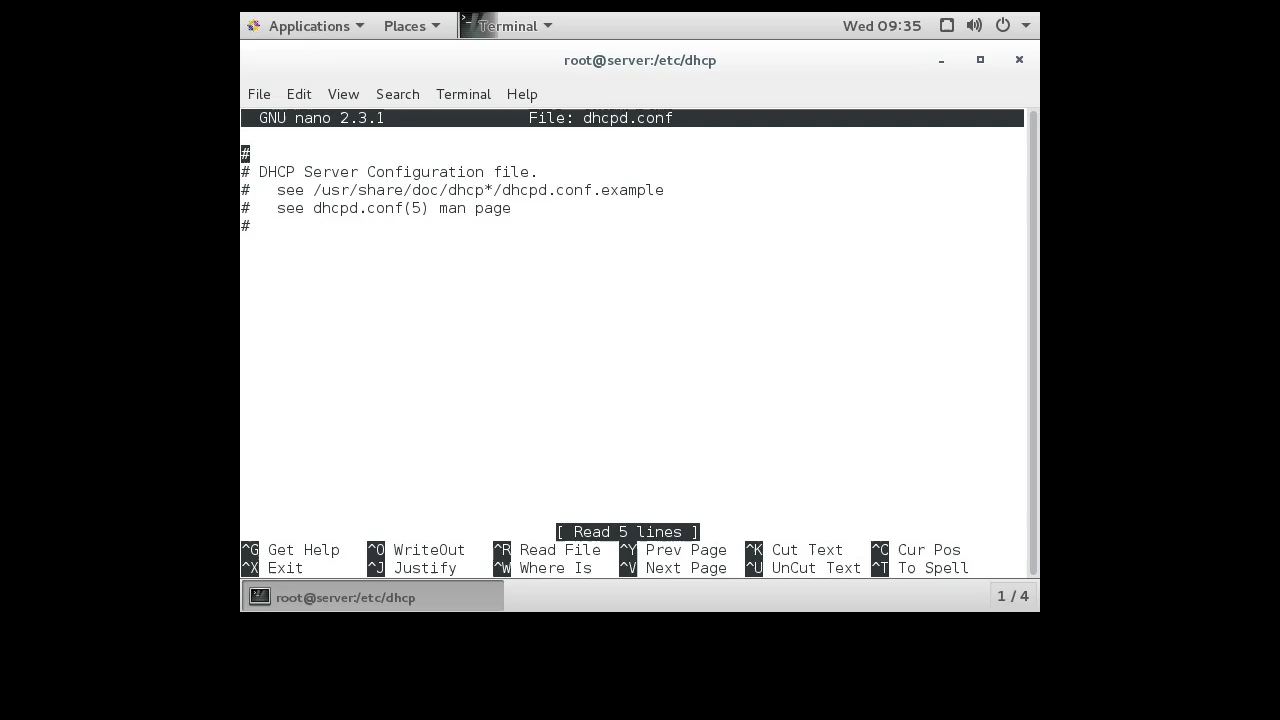 Applications Places Terminal Wed 09:35
root@server:/etc/dhcp
File Edit View Search Terminal Help
GNU nano 2.3.1 File: dhcpd.conf
#
# DHCP Server Configuration file.
#   see /usr/share/doc/dhcp*/dhcpd.conf.example
#   see dhcpd.conf(5) man page
#
[ Read 5 lines ]
^G Get Help ^O WriteOut ^R Read File ^Y Prev Page ^K Cut Text ^C Cur Pos
^X Exit ^J Justify ^W Where Is ^V Next Page ^U UnCut Text ^T To Spell
root@server:/etc/dhcp 1 / 4